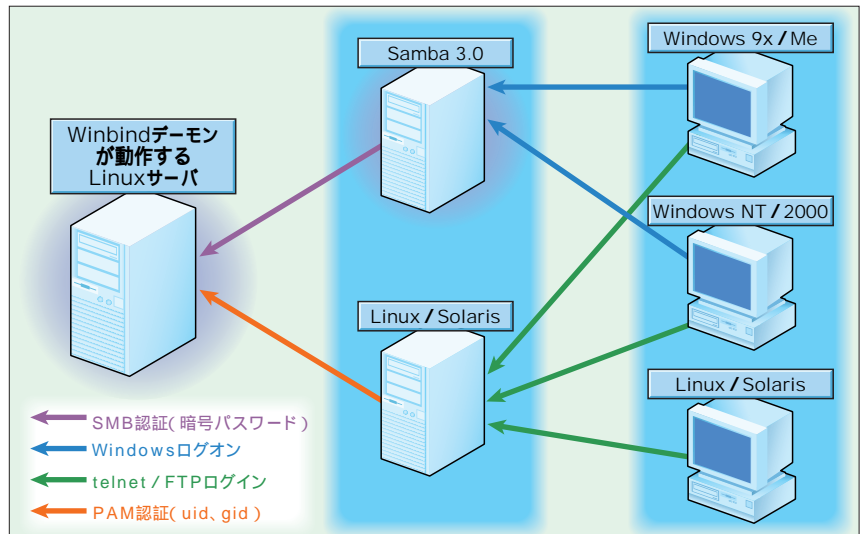 Samba 3.0
Windows 9x/Me
Winbindデーモン
が動作する
Linuxサーバ
Windows NT/2000
Linux/Solaris
Linux/Solaris
SMB認証(暗号パスワード)
Windowsログオン
telnet/FTPログイン
PAM認証(uid、gid)